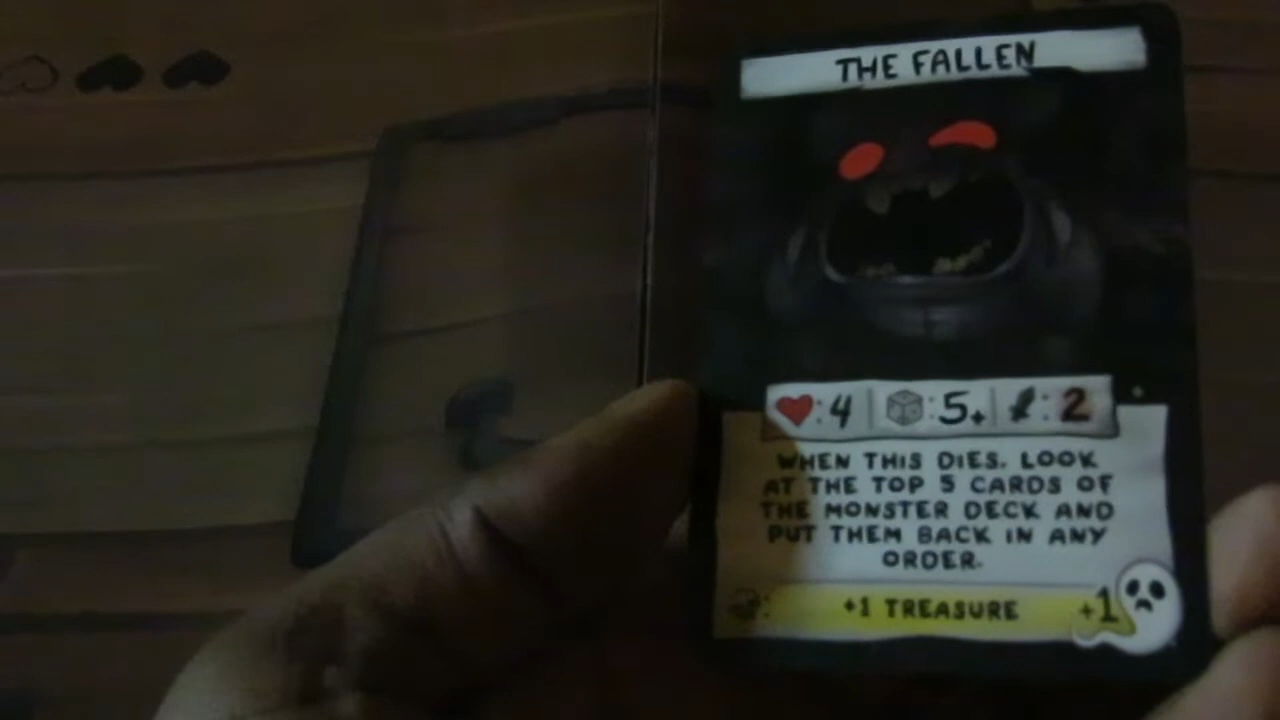 THE FALLEN
:4 :5+ :2
WHEN THIS DIES, LOOK
AT THE TOP 5 CARDS OF
THE MONSTER DECK AND
PUT THEM BACK IN ANY
ORDER.
: +1 TREASURE +1